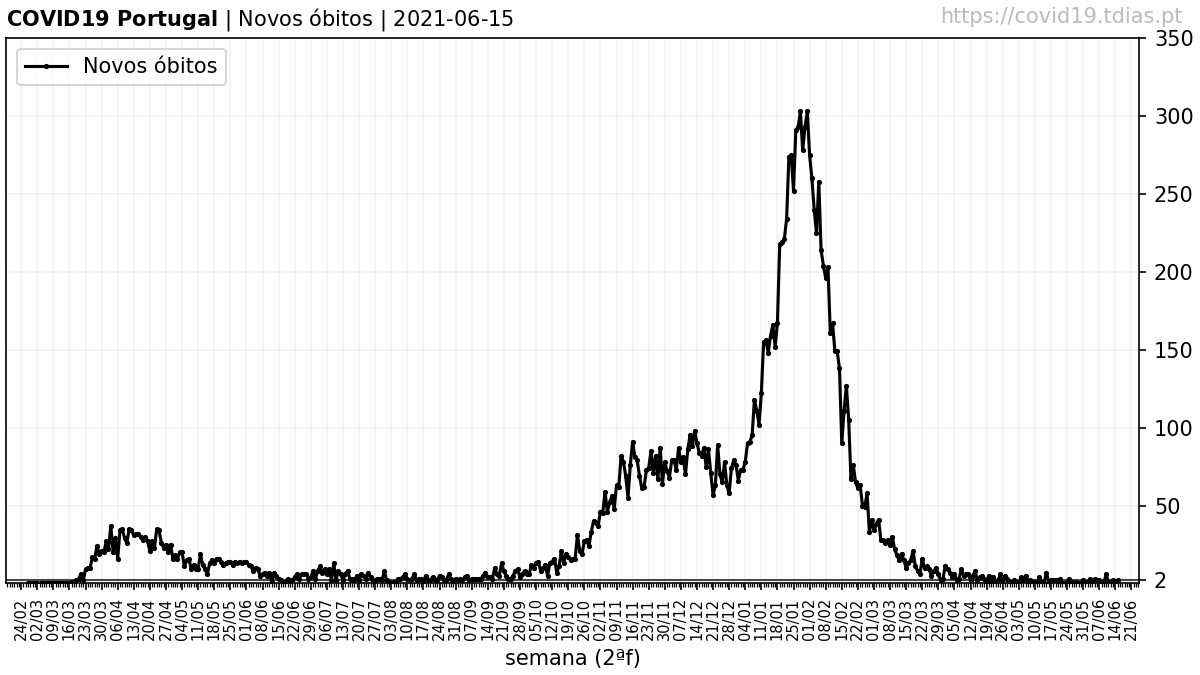 COVID19 Portugal | Novos óbitos | 2021-06-15
https://covid19.tdias.pt
Novos óbitos
350
300
250
200
150
100
50
2
24/02 02/03 09/03 16/03 23/03 30/03 06/04 13/04 20/04 27/04 04/05 11/05 18/05 25/05 01/06 08/06 15/06 22/06 29/06 06/07 13/07 20/07 27/07 03/08 10/08 17/08 24/08 31/08 07/09 14/09 21/09 28/09 05/10 12/10 19/10 26/10 02/11 09/11 16/11 23/11 30/11 07/12 14/12 21/12 28/12 04/01 11/01 18/01 25/01 01/02 08/02 15/02 22/02 01/03 08/03 15/03 22/03 29/03 05/04 12/04 19/04 26/04 03/05 10/05 17/05 24/05 31/05 07/06 14/06 21/06
semana (2ªf)